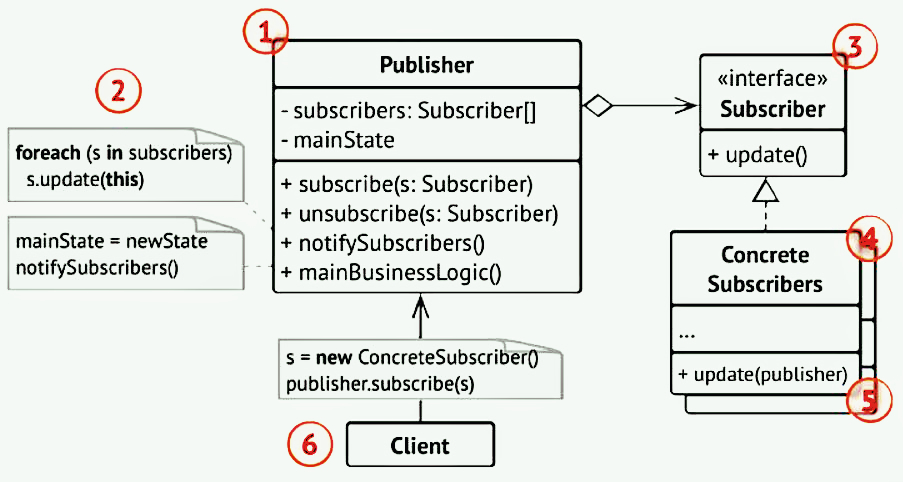 1
Publisher
- subscribers: Subscriber[]
- mainState
+ subscribe(s: Subscriber)
+ unsubscribe(s: Subscriber)
+ notifySubscribers()
+ mainBusinessLogic()
2
foreach (s in subscribers)
s.update(this)
mainState = newState
notifySubscribers()
3
«interface»
Subscriber
+ update()
4
Concrete
Subscribers
...
+ update(publisher)
5
s = new ConcreteSubscriber()
publisher.subscribe(s)
6
Client